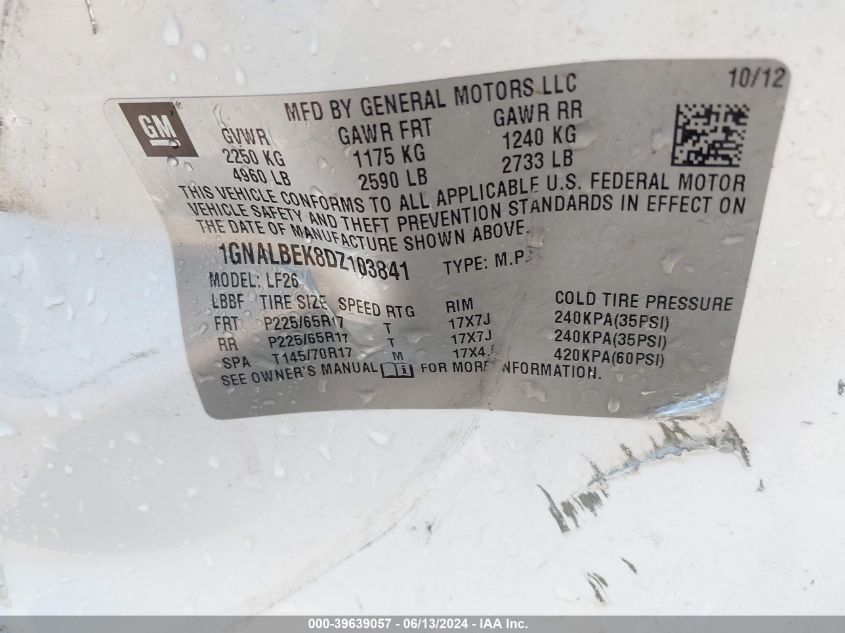 10/12
MFD BY GENERAL MOTORS LLC
GM
GVWR GAWR FRT GAWR RR
2250 KG 1175 KG 1240 KG
4960 LB 2590 LB 2733 LB
THIS VEHICLE CONFORMS TO ALL APPLICABLE U.S. FEDERAL MOTOR
VEHICLE SAFETY AND THEFT PREVENTION STANDARDS IN EFFECT ON
THE DATE OF MANUFACTURE SHOWN ABOVE.
1GNALBEK8DZ103841 TYPE: M.P.
MODEL: LF26
LBBF TIRE SIZE SPEED RTG RIM COLD TIRE PRESSURE
FRT P225/65R17 T 17X7J 240KPA(35PSI)
RR P225/65R17 T 17X7J 240KPA(35PSI)
SPA T145/70R17 M 17X4. 420KPA(60PSI)
SEE OWNER'S MANUAL FOR MORE INFORMATION.
000-39639057 - 06/13/2024 - IAA Inc.